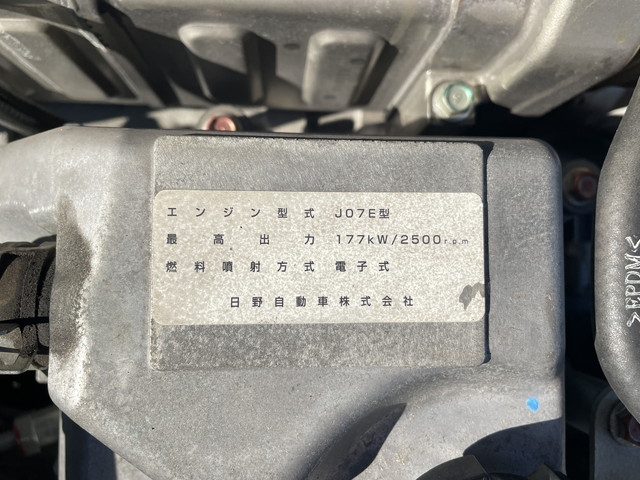 エンジン型式 J07E型
最高出力 177kW/2500r.p.m
燃料噴射方式 電子式
日野自動車株式会社
>EPDM<